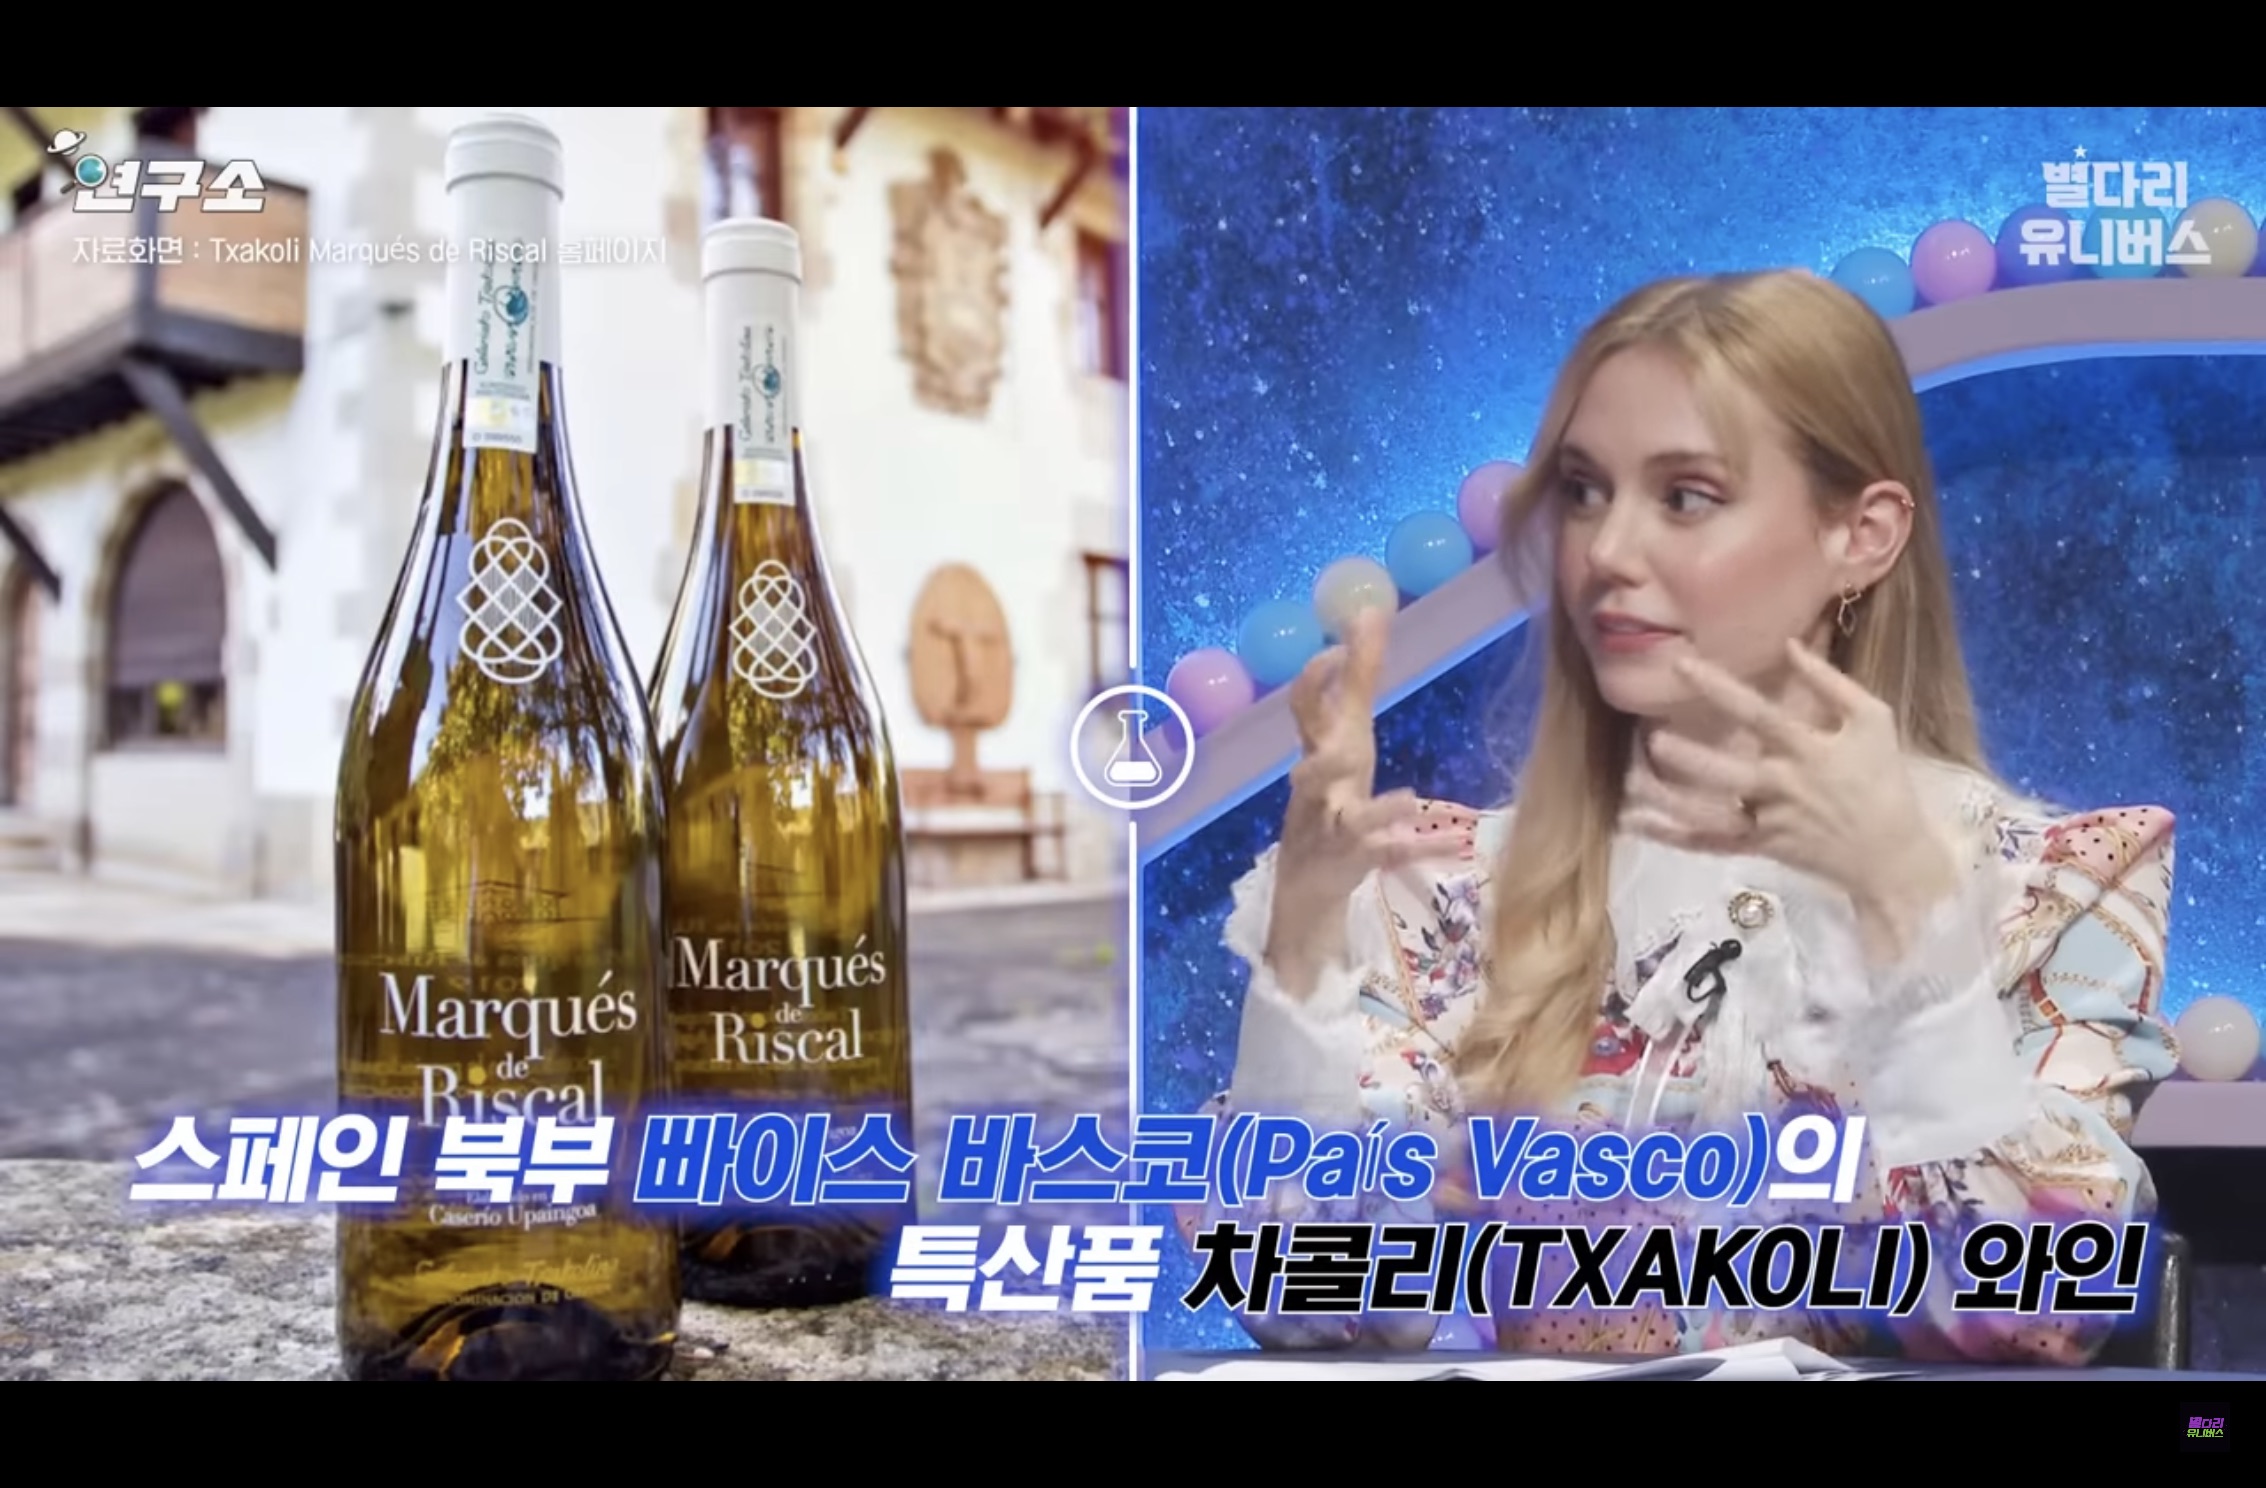 연구소
자료화면 : Txakoli Marqués de Riscal 홈페이지
별다리
유니버스
Marqués
de
Riscal
Marqués
de
Riscal
Caserío Upaingoa
스페인 북부 빠이스 바스코(País Vasco)의
특산품 차콜리(TXAKOLI) 와인
별다리
유니버스